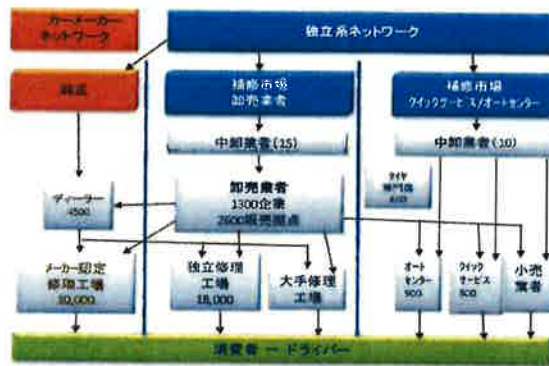 カーメーカー
ネットワーク
独立系ネットワーク
補修市場
卸売業者
補修市場
クイックサービス/オートセンター
中卸業者(15)
中卸業者(10)
卸売業者
1300企業
2600販売拠点
タイヤ
ディーラー
4500
メーカー認定
修理工場
10,000
独立修理
工場
18,000
大手修理
工場
オート
センター
900
クイック
サービス
小売
業者
消費者 ー ドライバー